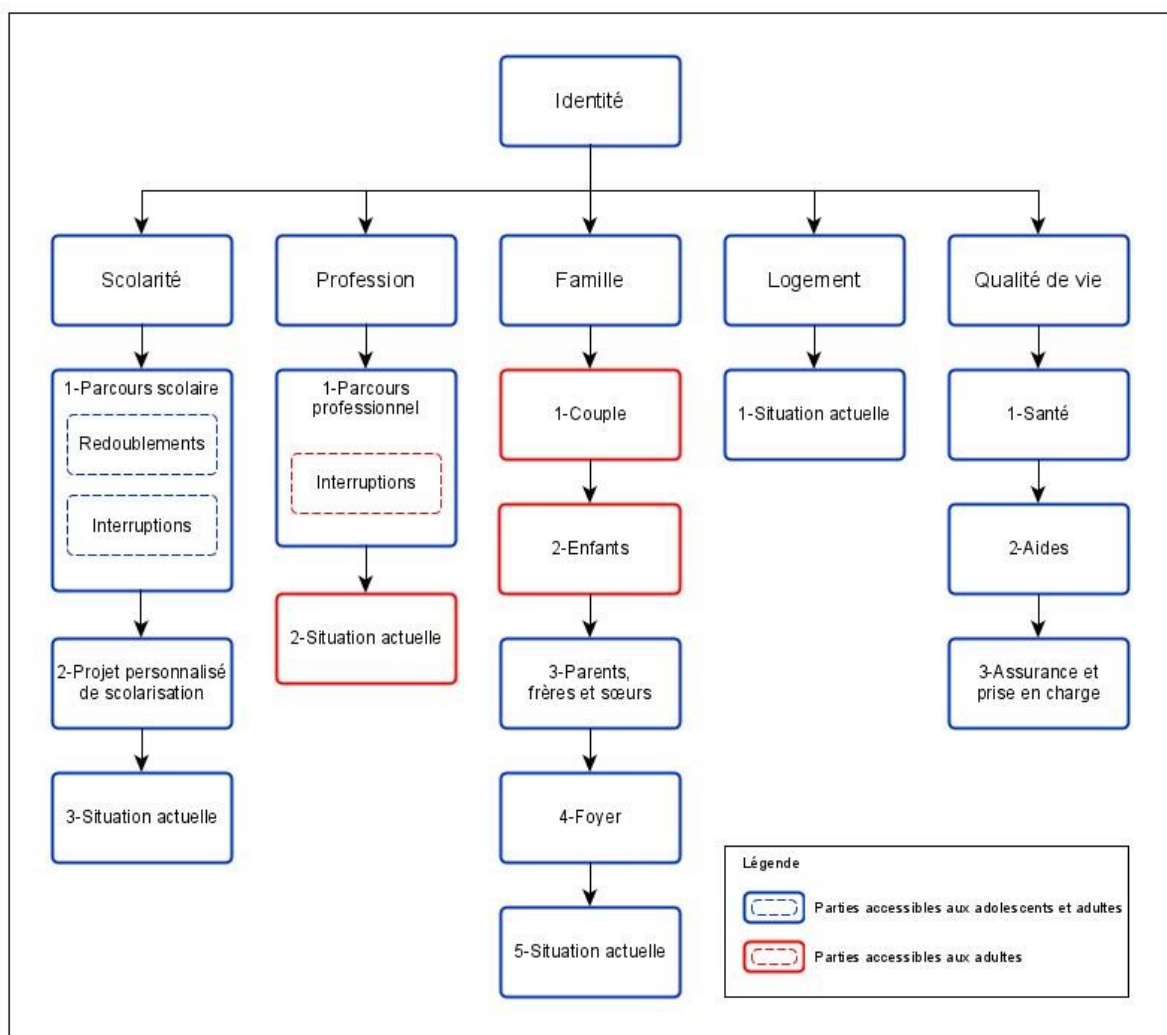 Identité
Scolarité
Profession
Famille
Logement
Qualité de vie
1-Parcours scolaire
Redoublements
Interruptions
2-Projet personnalisé
de scolarisation
3-Situation actuelle
1-Parcours
professionnel
Interruptions
2-Situation actuelle
1-Couple
2-Enfants
3-Parents,
frères et sœurs
4-Foyer
5-Situation actuelle
1-Situation actuelle
1-Santé
2-Aides
3-Assurance et
prise en charge
Légende
Parties accessibles aux adolescents et adultes
Parties accessibles aux adultes